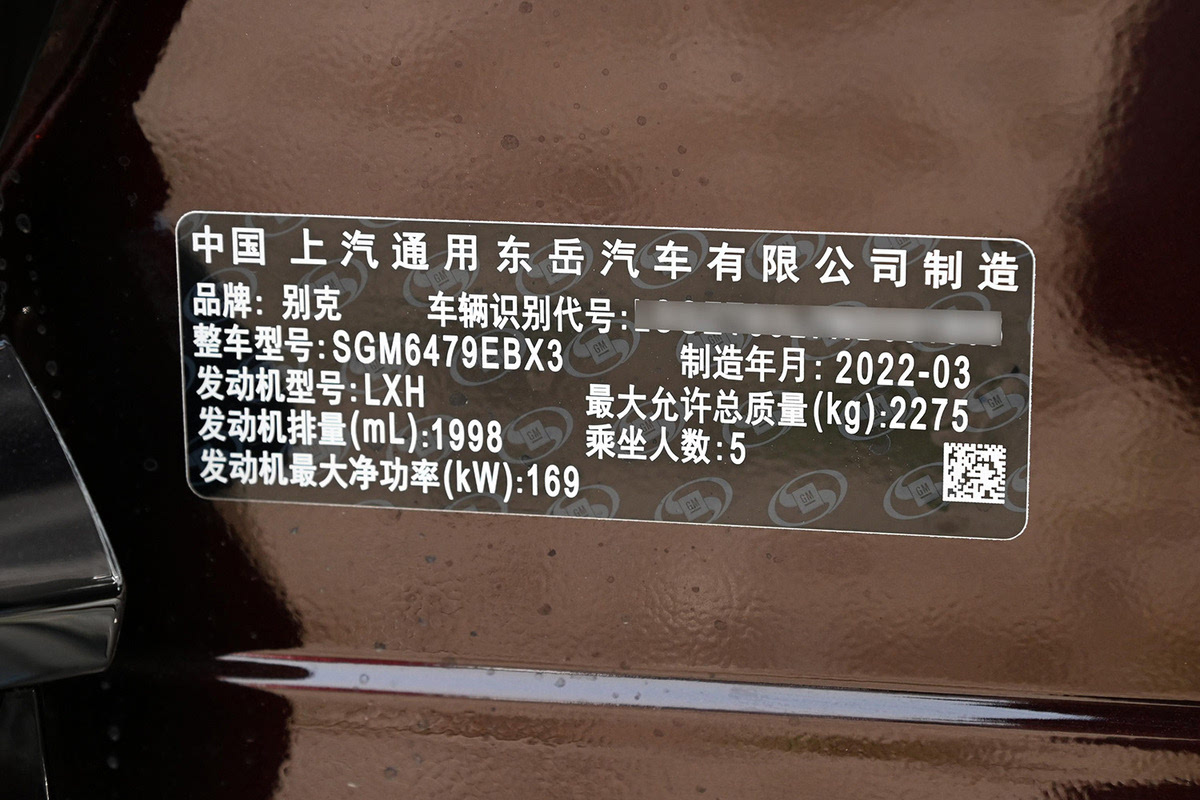 中国 上汽通用东岳汽车有限公司制造
品牌：别克 车辆识别代号：
整车型号：SGM6479EBX3 制造年月：2022-03
发动机型号：LXH 最大允许总质量(kg)：2275
发动机排量(mL)：1998 乘坐人数：5
发动机最大净功率(kW)：169
GM